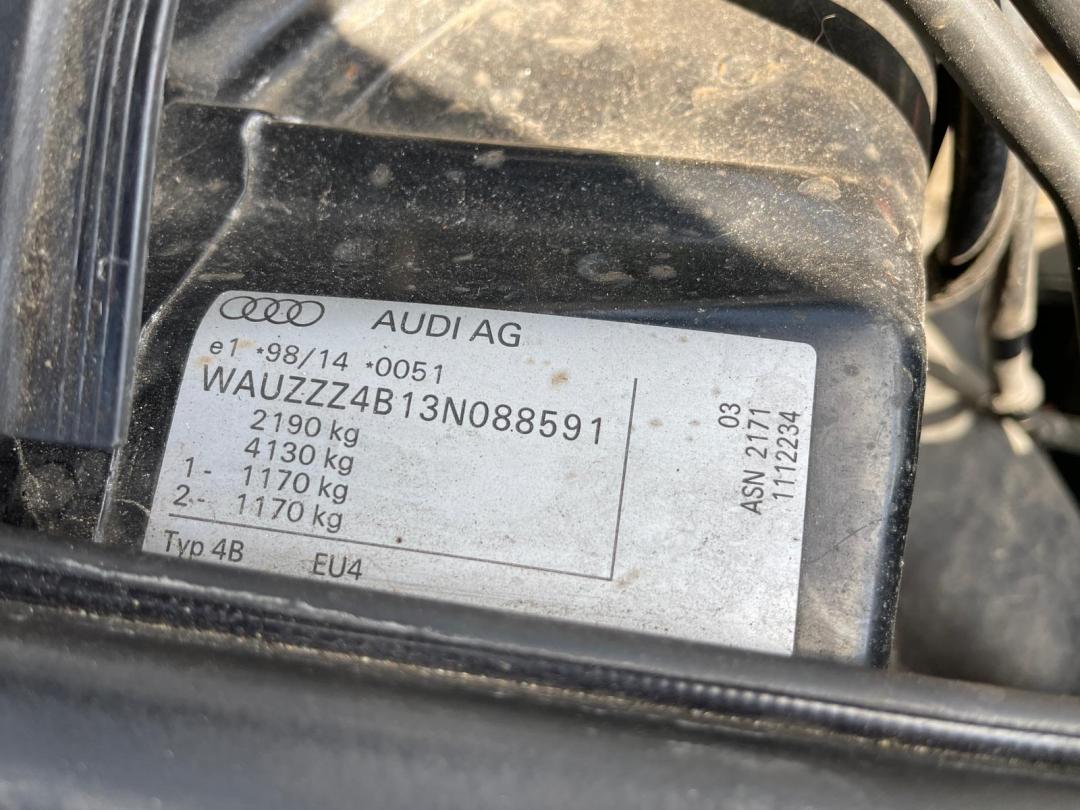 AUDI AG
e1 *98/14 *0051
WAUZZZ4B13N088591
2190 kg
4130 kg
1- 1170 kg
2- 1170 kg
Typ 4B EU4
03
ASN 2171
1112234